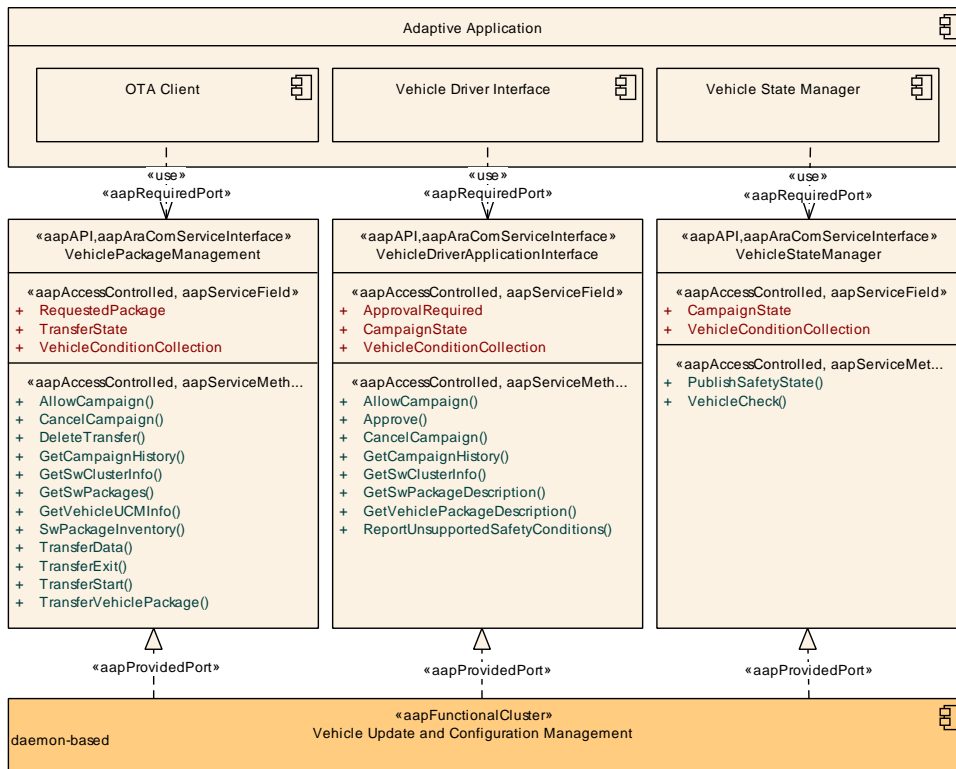 Adaptive Application
OTA Client
Vehicle Driver Interface
Vehicle State Manager
«use»
«aapRequiredPort»
«use»
«aapRequiredPort»
«use»
«aapRequiredPort»
«aapAPI,aapAraComServiceInterface»
VehiclePackageManagement
«aapAccessControlled, aapServiceField»
+ RequestedPackage
+ TransferState
+ VehicleConditionCollection
«aapAccessControlled, aapServiceMeth...
+ AllowCampaign()
+ CancelCampaign()
+ DeleteTransfer()
+ GetCampaignHistory()
+ GetSwClusterInfo()
+ GetSwPackages()
+ GetVehicleUCMInfo()
+ SwPackageInventory()
+ TransferData()
+ TransferExit()
+ TransferStart()
+ TransferVehiclePackage()
«aapAPI,aapAraComServiceInterface»
VehicleDriverApplicationInterface
«aapAccessControlled, aapServiceField»
+ ApprovalRequired
+ CampaignState
+ VehicleConditionCollection
«aapAccessControlled, aapServiceMeth...
+ AllowCampaign()
+ Approve()
+ CancelCampaign()
+ GetCampaignHistory()
+ GetSwClusterInfo()
+ GetSwPackageDescription()
+ GetVehiclePackageDescription()
+ ReportUnsupportedSafetyConditions()
«aapAPI,aapAraComServiceInterface»
VehicleStateManager
«aapAccessControlled, aapServiceField»
+ CampaignState
+ VehicleConditionCollection
«aapAccessControlled, aapServiceMet...
+ PublishSafetyState()
+ VehicleCheck()
«aapProvidedPort»
«aapProvidedPort»
«aapProvidedPort»
«aapFunctionalCluster»
Vehicle Update and Configuration Management
daemon-based